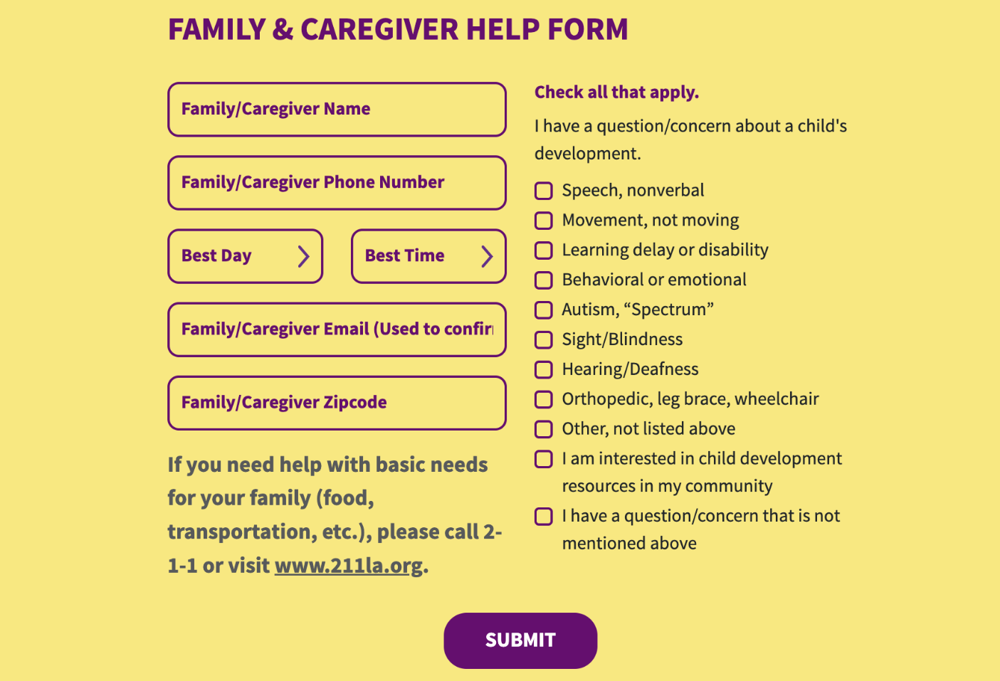 FAMILY & CAREGIVER HELP FORM
Family/Caregiver Name
Family/Caregiver Phone Number
Best Day
Best Time
Family/Caregiver Email (Used to
Family/Caregiver Zipcode
If you need help with basic needs
for your family (food,
transportation, etc.), please call 2-
1-1 or visit www.211la.org.
Check all that apply.
I have a question/concern about a child's
development.
Speech, nonverbal
Movement, not moving
Learning delay or disability
Behavioral or emotional
Autism, “Spectrum”
Sight/Blindness
Hearing/Deafness
Orthopedic, leg brace, wheelchair
Other, not listed above
I am interested in child development
resources in my community
I have a question/concern that is not
mentioned above
SUBMIT